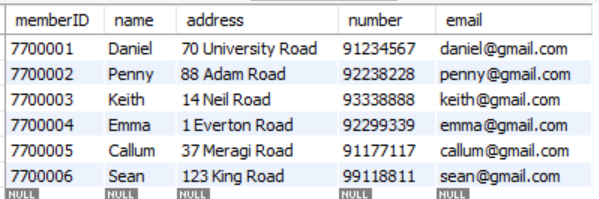 memberID name address number email
7700001 Daniel 70 University Road 91234567 daniel@gmail.com
7700002 Penny 88 Adam Road 92238228 penny@gmail.com
7700003 Keith 14 Neil Road 93338888 keith@gmail.com
7700004 Emma 1 Everton Road 92299339 emma@gmail.com
7700005 Callum 37 Meragi Road 91177117 callum@gmail.com
7700006 Sean 123 King Road 99118811 sean@gmail.com
NULL NULL NULL NULL NULL